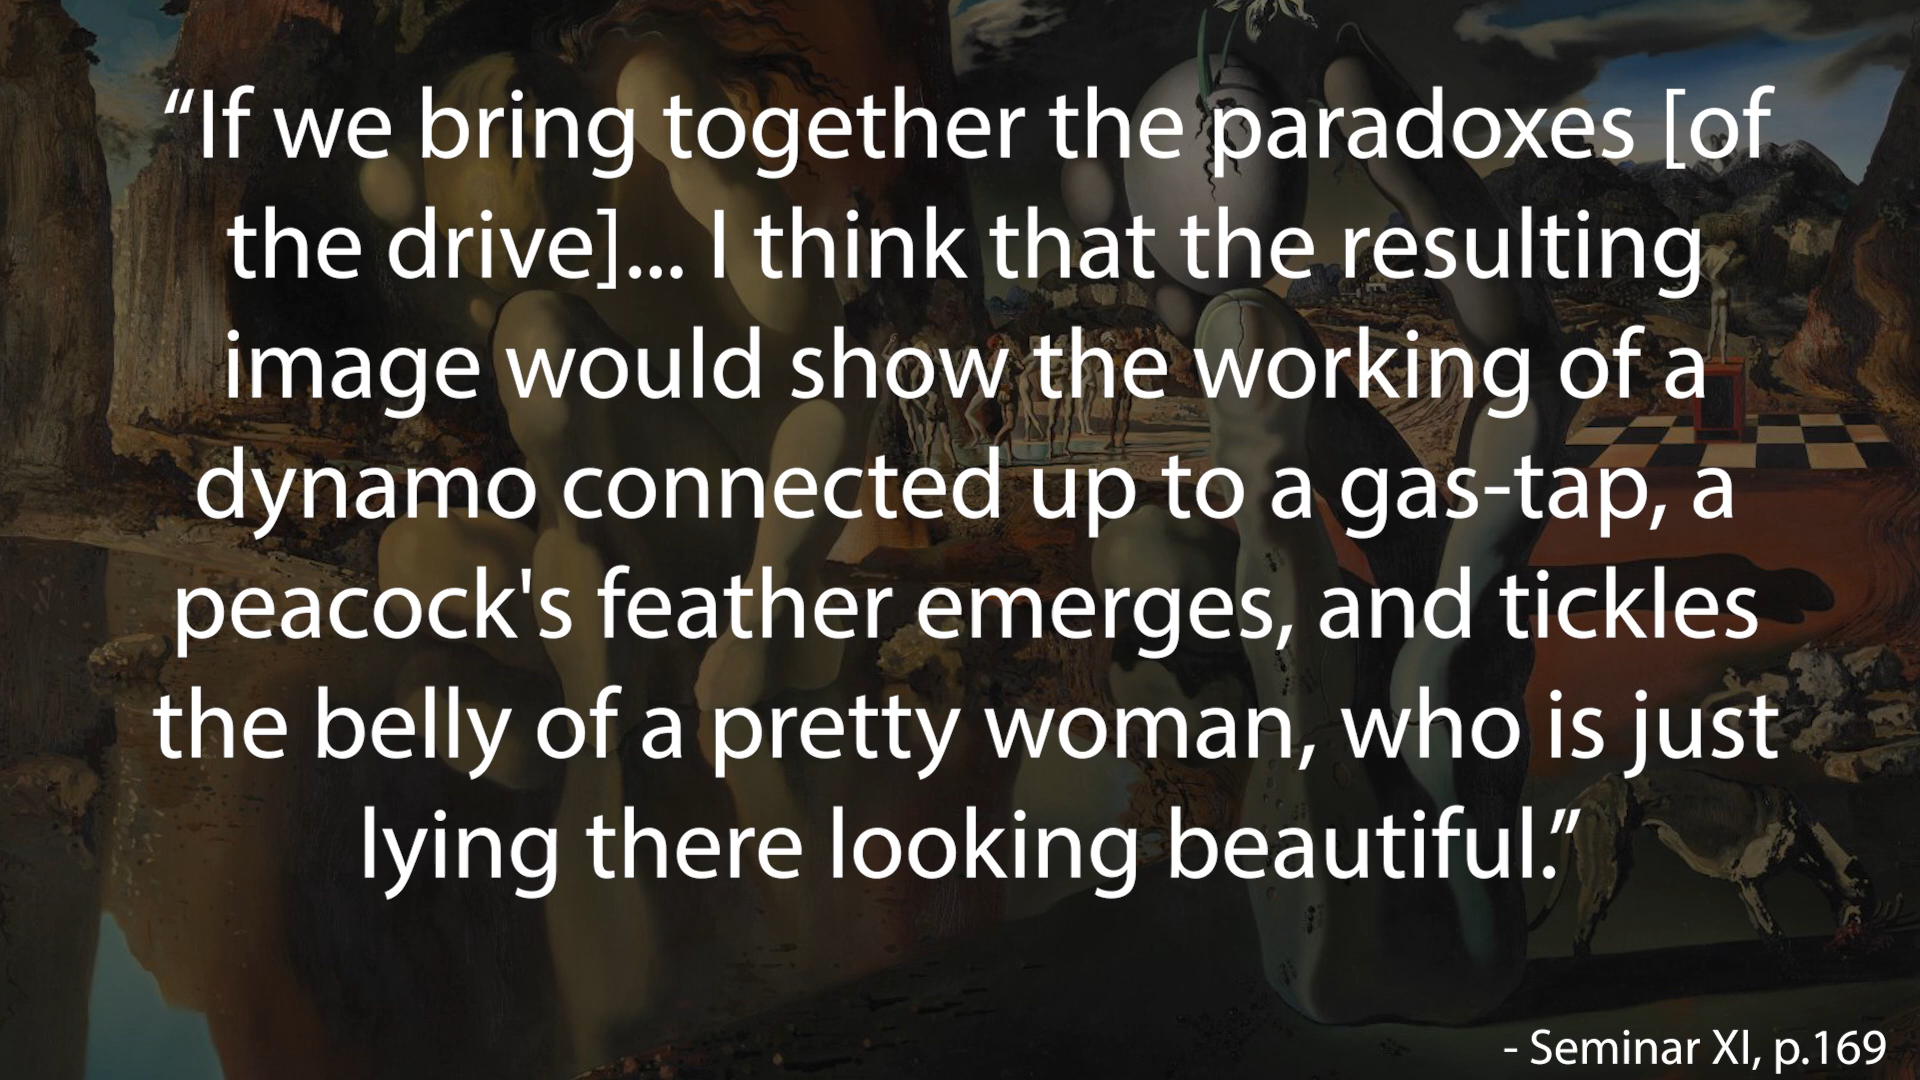 “If we bring together the paradoxes [of
the drive]... I think that the resulting
image would show the working of a
dynamo connected up to a gas-tap, a
peacock's feather emerges, and tickles
the belly of a pretty woman, who is just
lying there looking beautiful.”
- Seminar XI, p.169